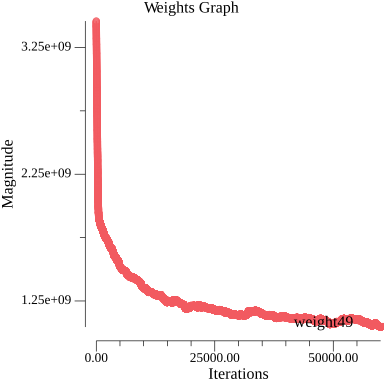 Weights Graph
3.25e+09
2.25e+09
1.25e+09
Magnitude
weight49
0.00
25000.00
50000.00
Iterations